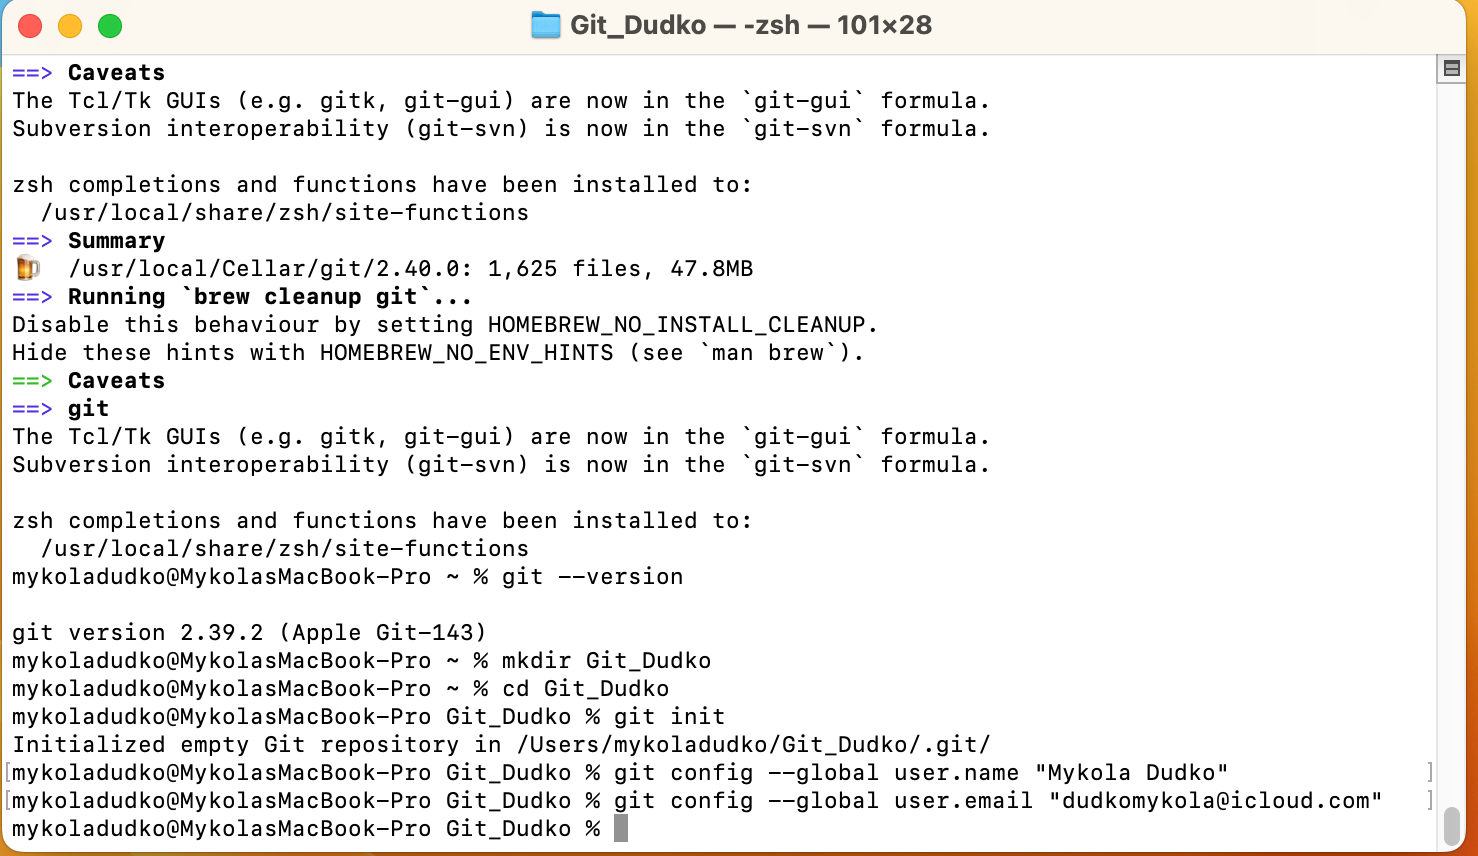 Git_Dudko — -zsh — 101×28
==> Caveats
The Tcl/Tk GUIs (e.g. gitk, git-gui) are now in the `git-gui` formula.
Subversion interoperability (git-svn) is now in the `git-svn` formula.
zsh completions and functions have been installed to:
  /usr/local/share/zsh/site-functions
==> Summary
🍺  /usr/local/Cellar/git/2.40.0: 1,625 files, 47.8MB
==> Running `brew cleanup git`...
Disable this behaviour by setting HOMEBREW_NO_INSTALL_CLEANUP.
Hide these hints with HOMEBREW_NO_ENV_HINTS (see `man brew`).
==> Caveats
==> git
The Tcl/Tk GUIs (e.g. gitk, git-gui) are now in the `git-gui` formula.
Subversion interoperability (git-svn) is now in the `git-svn` formula.
zsh completions and functions have been installed to:
  /usr/local/share/zsh/site-functions
mykoladudko@MykolasMacBook-Pro ~ % git --version
git version 2.39.2 (Apple Git-143)
mykoladudko@MykolasMacBook-Pro ~ % mkdir Git_Dudko
mykoladudko@MykolasMacBook-Pro ~ % cd Git_Dudko
mykoladudko@MykolasMacBook-Pro Git_Dudko % git init
Initialized empty Git repository in /Users/mykoladudko/Git_Dudko/.git/
[mykoladudko@MykolasMacBook-Pro Git_Dudko % git config --global user.name "Mykola Dudko" ]
[mykoladudko@MykolasMacBook-Pro Git_Dudko % git config --global user.email "dudkomykola@icloud.com" ]
mykoladudko@MykolasMacBook-Pro Git_Dudko %